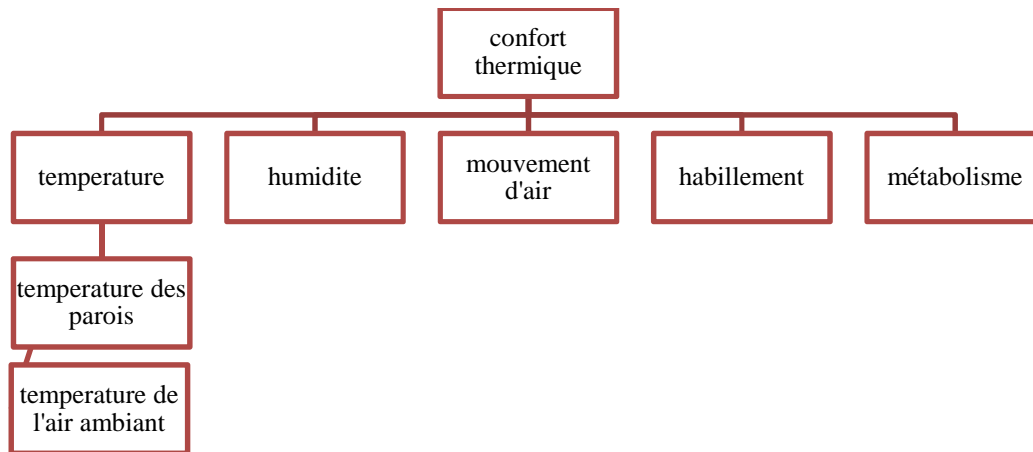 confort
thermique
temperature
humidite
mouvement
d'air
habillement
métabolisme
temperature des
parois
temperature de
l'air ambiant